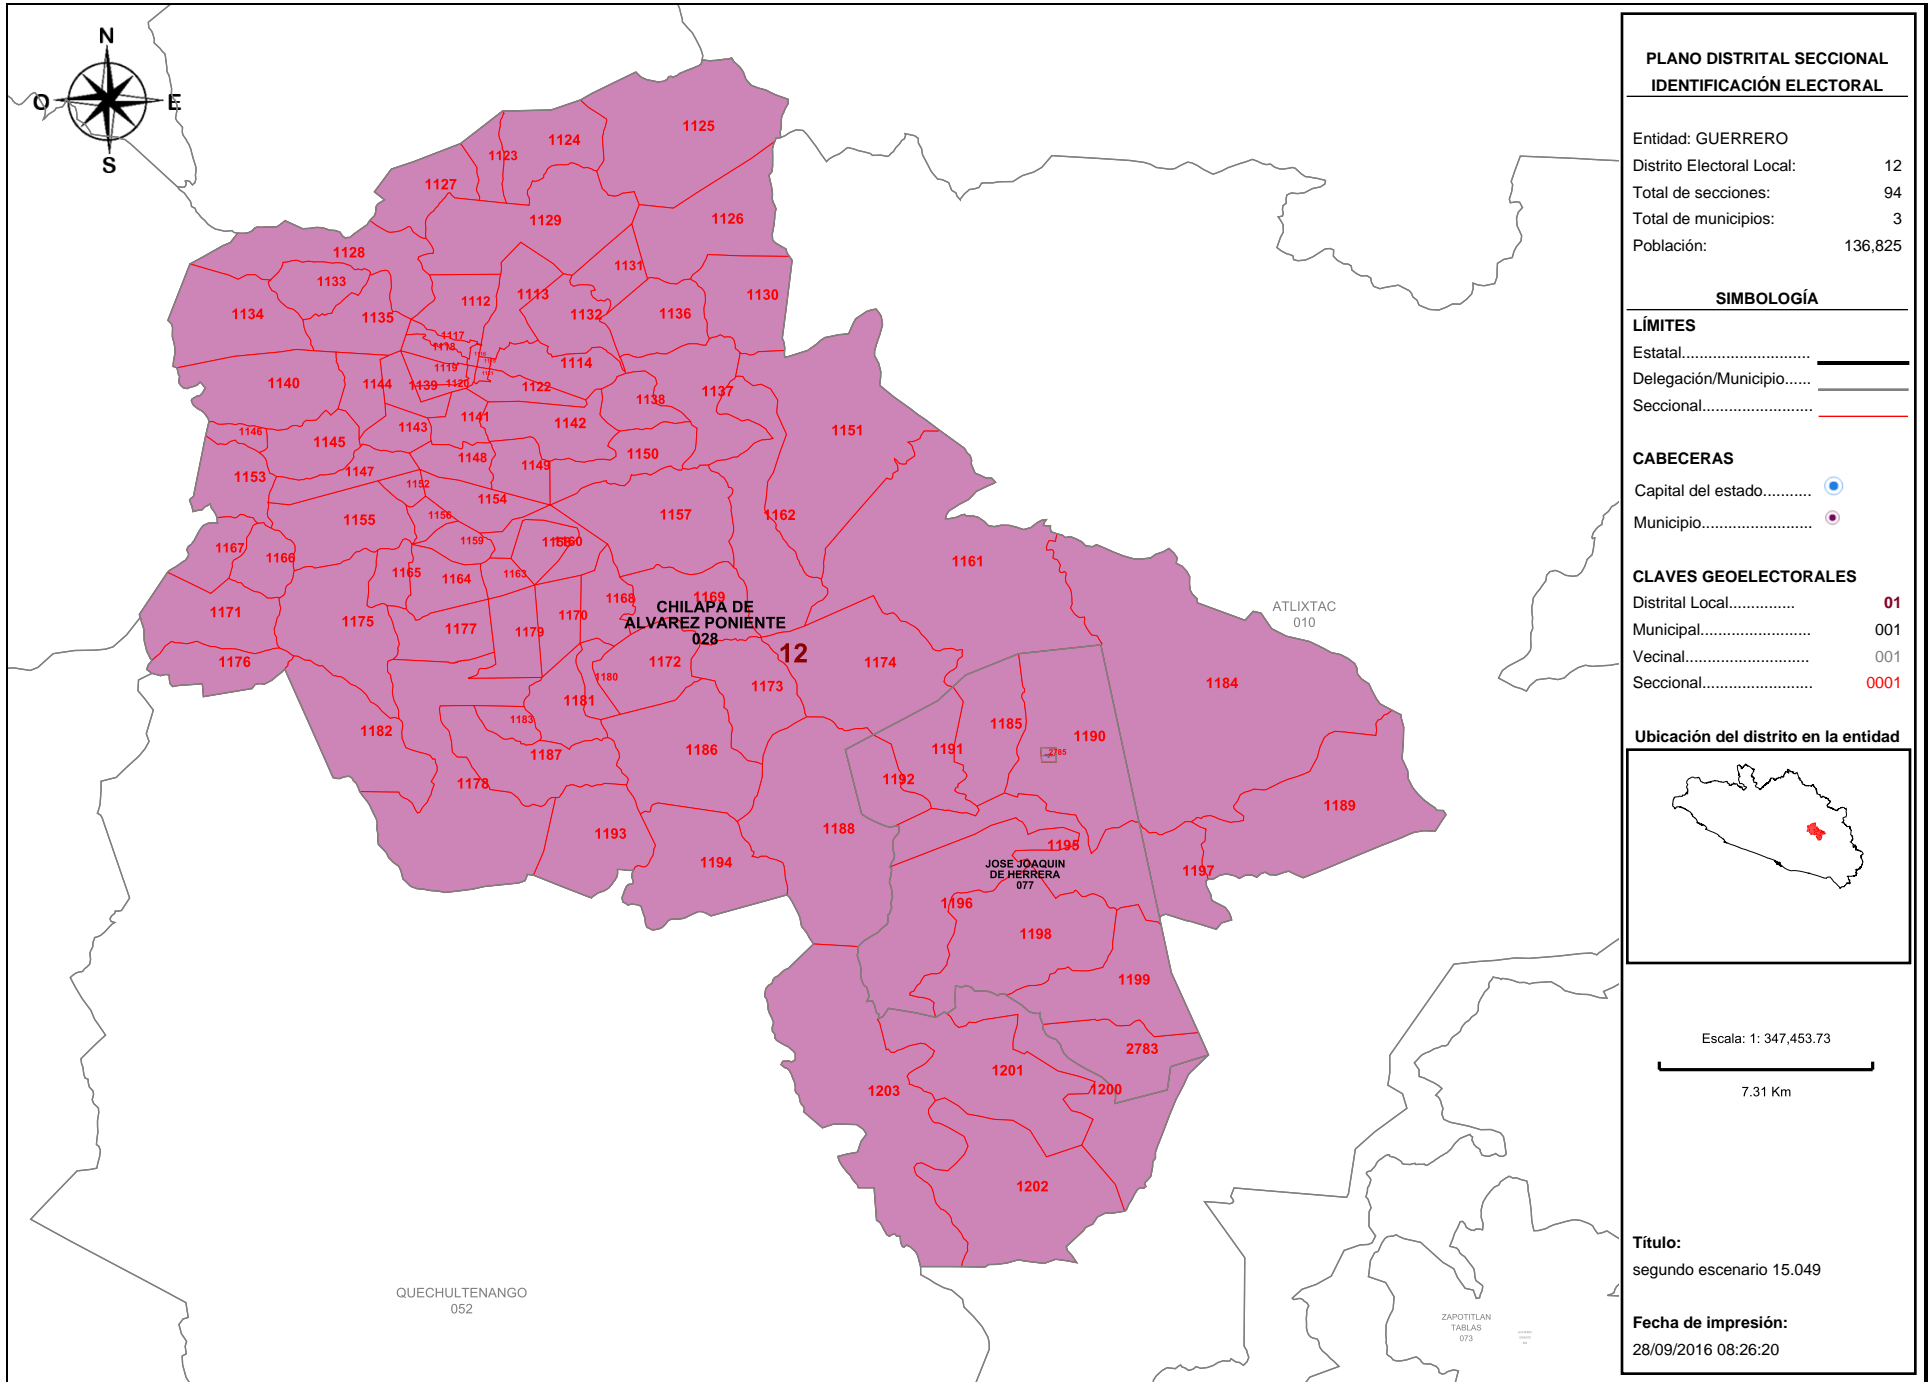 N
O
E
S
1125
1124
1123
1127
1129
1126
1128
1131
1133
1112
1113
1130
1134
1135
1132
1136
1117
1118
1114
1119
1140
1144
1139
1120
1122
1137
1138
1141
1142
1143
1146
1145
1151
1150
1148
1149
1147
1153
1152
1154
1155
1156
1157
1162
1159
1160
1167
1166
1161
1165
1164
1163
1168
1169
1171
1170
1175
1177
1179
CHILAPA DE
ALVAREZ PONIENTE
028
12
ATLIXTAC
010
1176
1172
1174
1180
1173
1184
1181
1182
1183
1185
1190
1191
2785
1186
1187
1192
1178
1189
1188
1193
1195
1194
JOSE JOAQUIN
DE HERRERA
077
1197
1196
1198
1199
2783
1201
1203
1200
1202
QUECHULTENANGO
052
ZAPOTITLAN
TABLAS
073
PLANO DISTRITAL SECCIONAL
IDENTIFICACIÓN ELECTORAL
Entidad: GUERRERO
Distrito Electoral Local: 12
Total de secciones: 94
Total de municipios: 3
Población: 136,825
SIMBOLOGÍA
LÍMITES
Estatal............................
Delegación/Municipio......
Seccional.........................
CABECERAS
Capital del estado...........
Municipio.........................
CLAVES GEOELECTORALES
Distrital Local............... 01
Municipal......................... 001
Vecinal............................ 001
Seccional......................... 0001
Ubicación del distrito en la entidad
Escala: 1: 347,453.73
7.31 Km
Título:
segundo escenario 15.049
Fecha de impresión:
28/09/2016 08:26:20